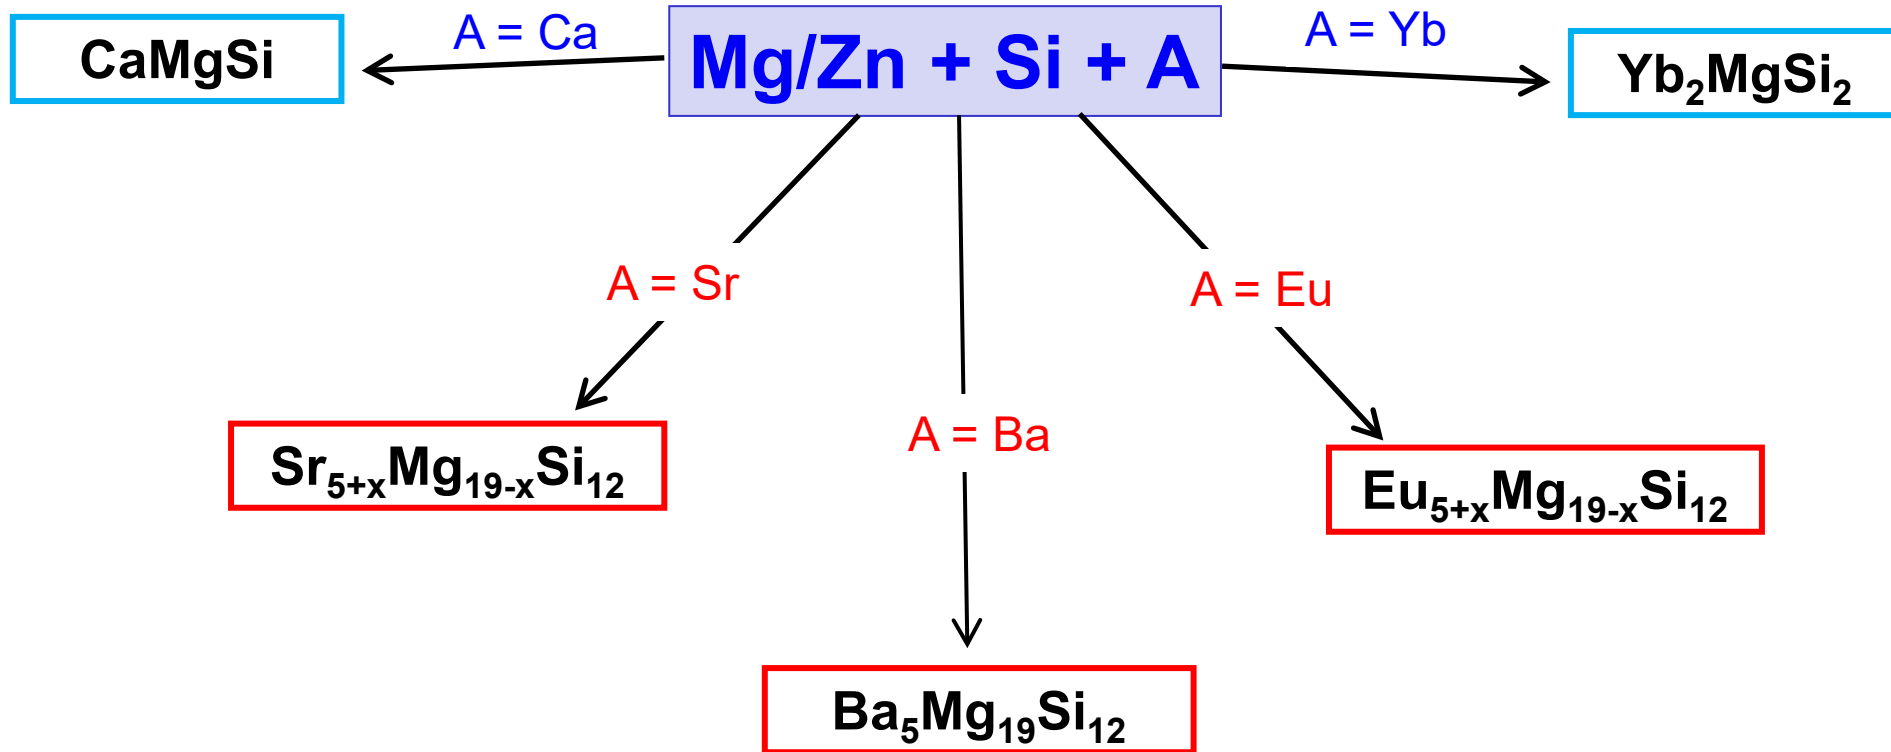 A = Ca
Mg/Zn + Si + A
A = Yb
CaMgSi
Yb₂MgSi₂
A = Sr
A = Eu
A = Ba
Sr₅₊ₓMg₁₉₋ₓSi₁₂
Eu₅₊ₓMg₁₉₋ₓSi₁₂
Ba₅Mg₁₉Si₁₂